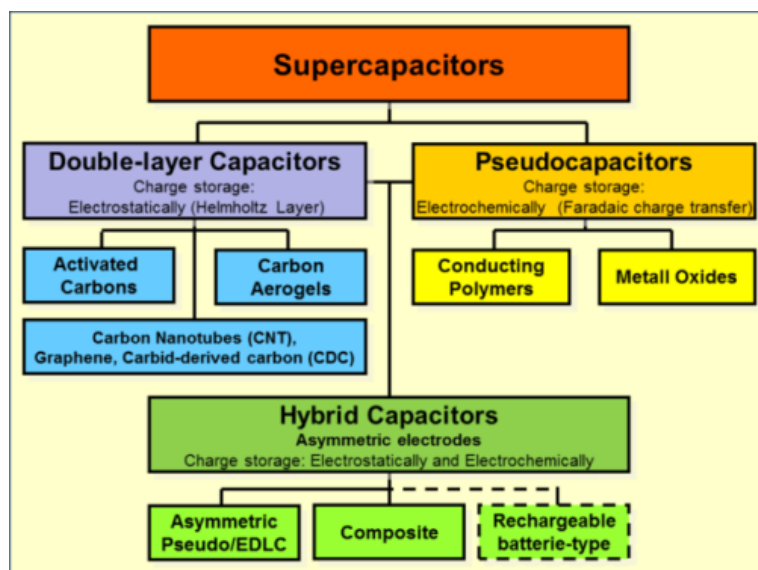 Supercapacitors
Double-layer Capacitors
Charge storage:
Electrostatically (Helmholtz Layer)
Pseudocapacitors
Charge storage:
Electrochemically (Faradaic charge transfer)
Activated
Carbons
Carbon
Aerogels
Conducting
Polymers
Metall Oxides
Carbon Nanotubes (CNT),
Graphene, Carbid-derived carbon (CDC)
Hybrid Capacitors
Asymmetric electrodes
Charge storage: Electrostatically and Electrochemically
Asymmetric
Pseudo/EDLC
Composite
Rechargeable
batterie-type